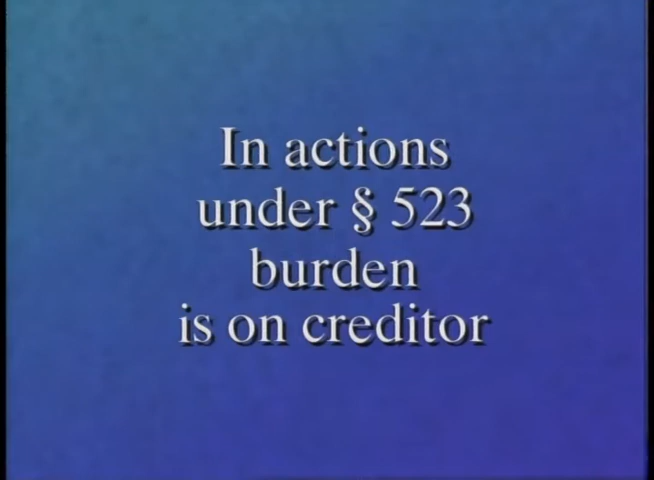 In actions
under § 523
burden
is on creditor